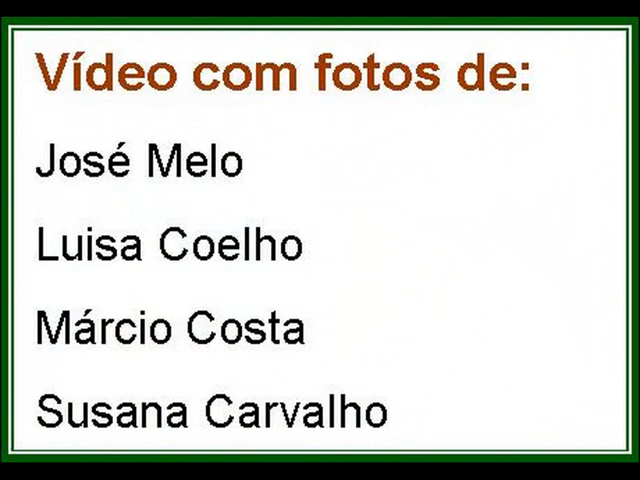 Vídeo com fotos de:
José Melo
Luisa Coelho
Márcio Costa
Susana Carvalho